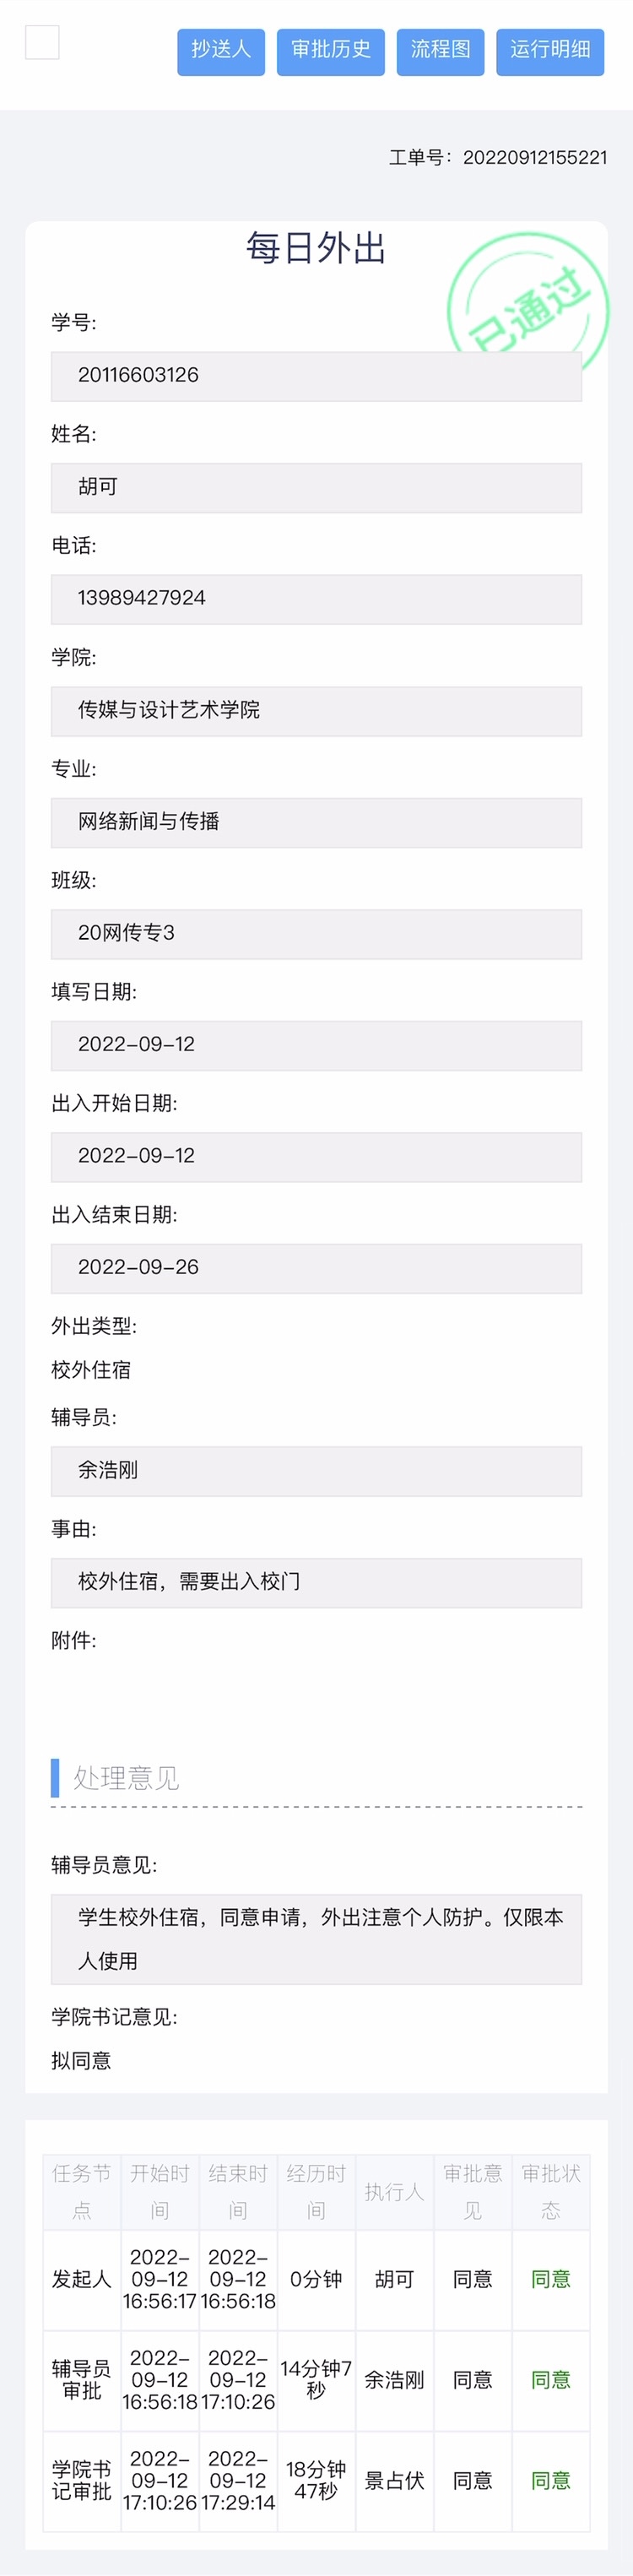 抄送人 审批历史 流程图 运行明细
工单号：20220912155221
每日外出
已通过
学号:
20116603126
姓名:
胡可
电话:
13989427924
学院:
传媒与设计艺术学院
专业:
网络新闻与传播
班级:
20网传专3
填写日期:
2022-09-12
出入开始日期:
2022-09-12
出入结束日期:
2022-09-26
外出类型:
校外住宿
辅导员:
余浩刚
事由:
校外住宿，需要出入校门
附件:
处理意见
辅导员意见:
学生校外住宿，同意申请，外出注意个人防护。仅限本
人使用
学院书记意见:
拟同意
任务节 开始时 结束时 经历时 执行人 审批意 审批状
点 间 间 间 见 态
2022- 2022-
发起人 09-12 09-12 0分钟 胡可 同意 同意
16:56:17 16:56:18
2022- 2022-
辅导员 09-12 09-12 14分钟7 余浩刚 同意 同意
审批 16:56:18 17:10:26 秒
2022- 2022-
学院书 09-12 09-12 18分钟 景占伏 同意 同意
记审批 17:10:26 17:29:14 47秒